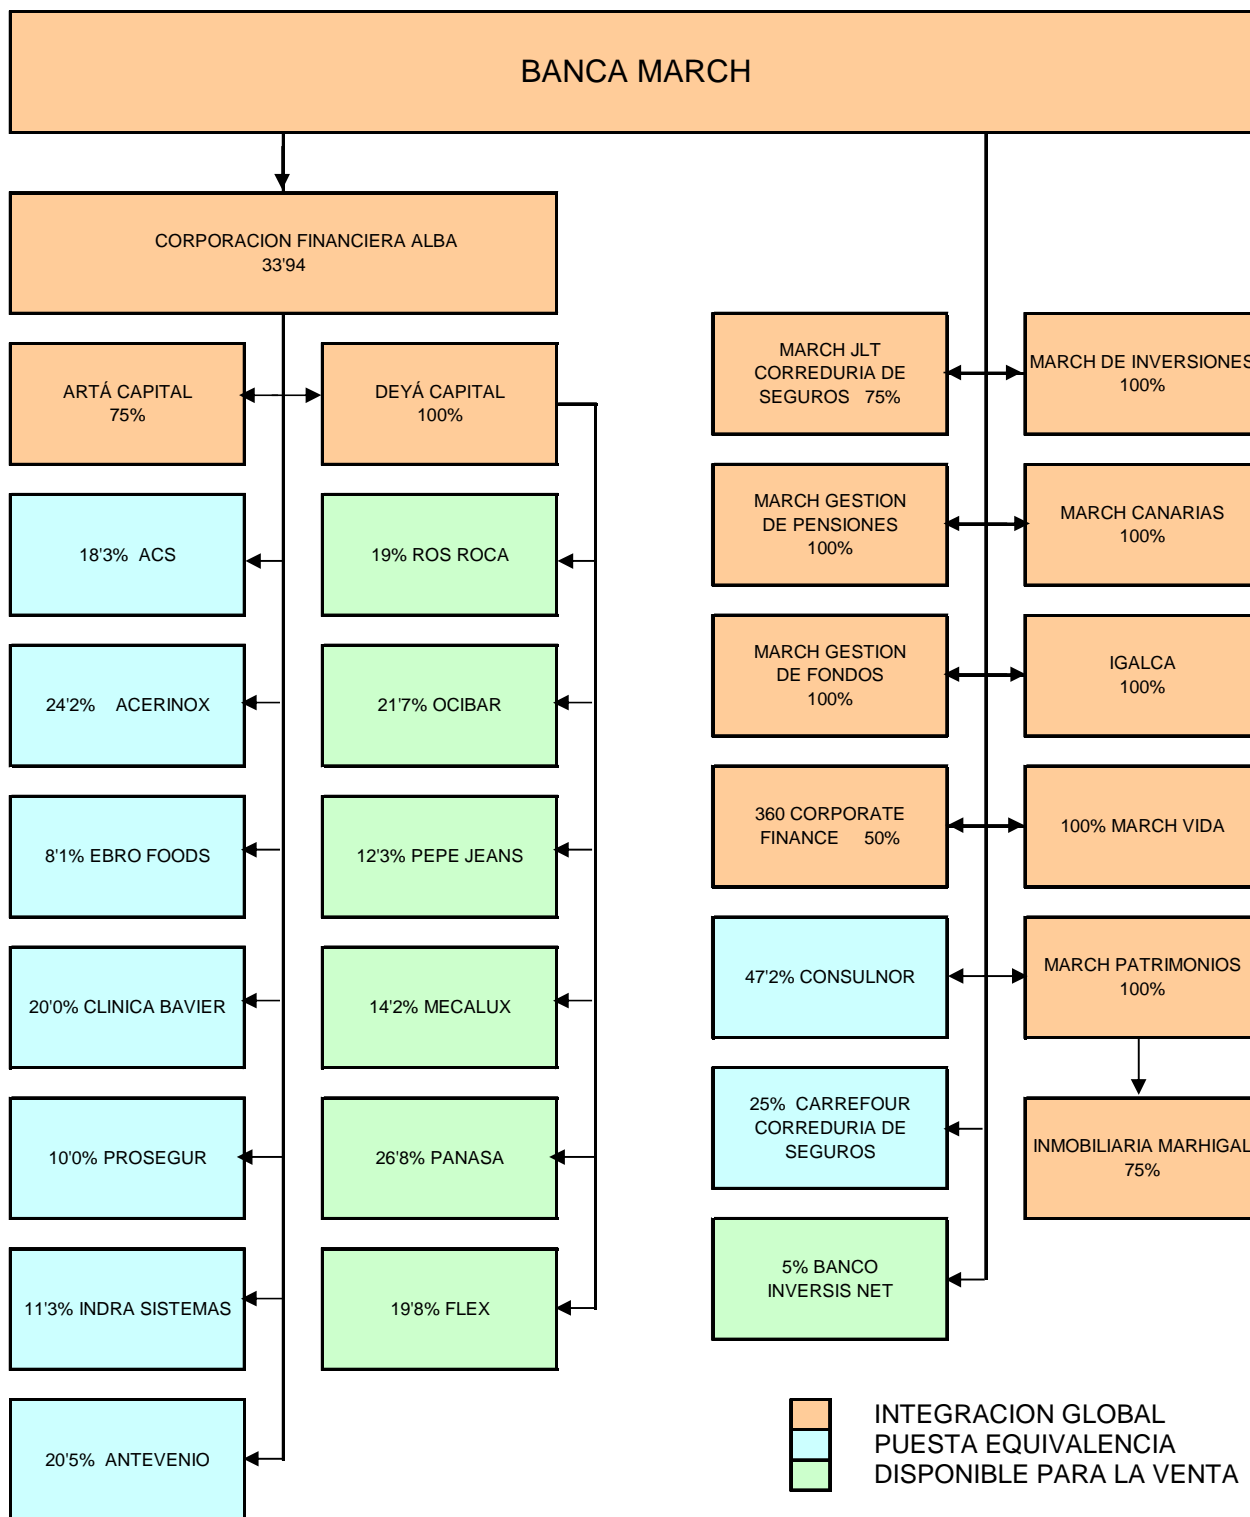 BANCA MARCH
CORPORACION FINANCIERA ALBA
33'94
ARTÁ CAPITAL
75%
DEYÁ CAPITAL
100%
18'3% ACS
19% ROS ROCA
24'2% ACERINOX
21'7% OCIBAR
8'1% EBRO FOODS
12'3% PEPE JEANS
20'0% CLINICA BAVIER
14'2% MECALUX
10'0% PROSEGUR
26'8% PANASA
11'3% INDRA SISTEMAS
19'8% FLEX
20'5% ANTEVENIO
MARCH JLT
CORREDURIA DE
SEGUROS 75%
MARCH DE INVERSIONES
100%
MARCH GESTION
DE PENSIONES
100%
MARCH CANARIAS
100%
MARCH GESTION
DE FONDOS
100%
IGALCA
100%
360 CORPORATE
FINANCE 50%
100% MARCH VIDA
47'2% CONSULNOR
MARCH PATRIMONIOS
100%
25% CARREFOUR
CORREDURIA DE
SEGUROS
INMOBILIARIA MARHIGAL
75%
5% BANCO
INVERSIS NET
INTEGRACION GLOBAL
PUESTA EQUIVALENCIA
DISPONIBLE PARA LA VENTA